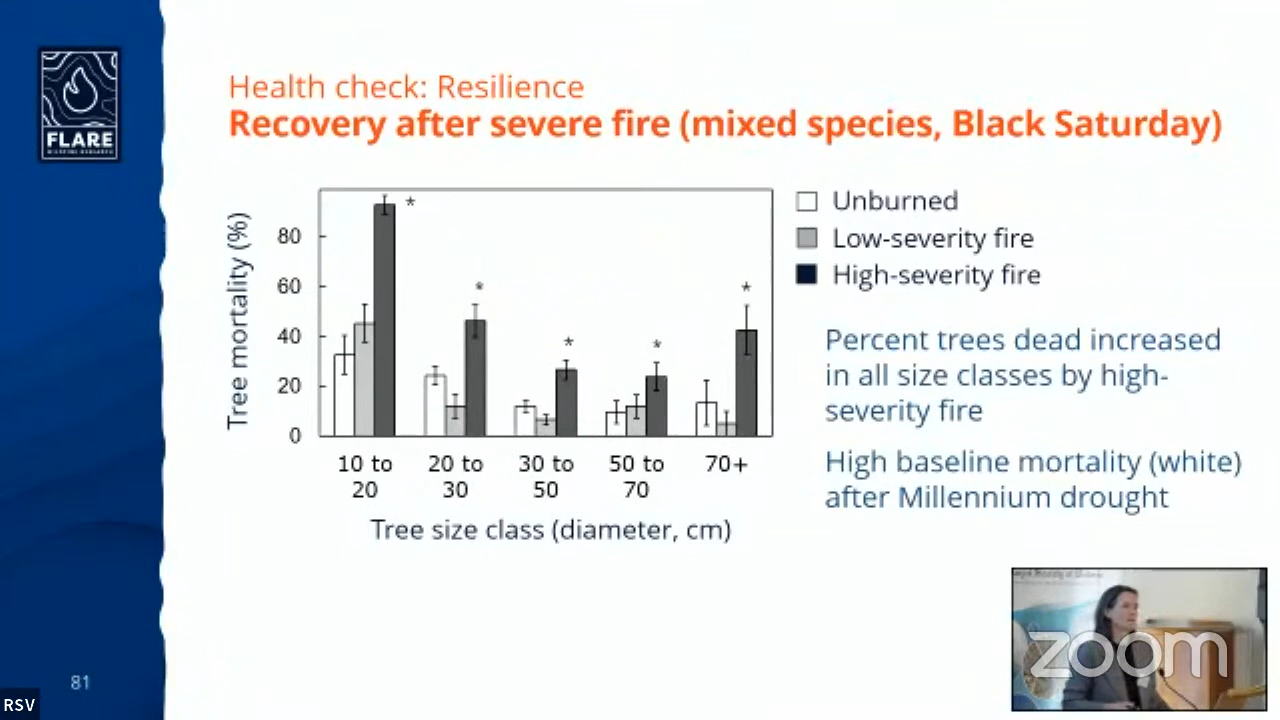 FLARE
Health check: Resilience
Recovery after severe fire (mixed species, Black Saturday)
Tree mortality (%)
80
60
40
20
0
*
*
*
*
*
10 to 20
20 to 30
30 to 50
50 to 70
70+
Tree size class (diameter, cm)
Unburned
Low-severity fire
High-severity fire
Percent trees dead increased
in all size classes by high-
severity fire
High baseline mortality (white)
after Millennium drought
zoom
81
RSV